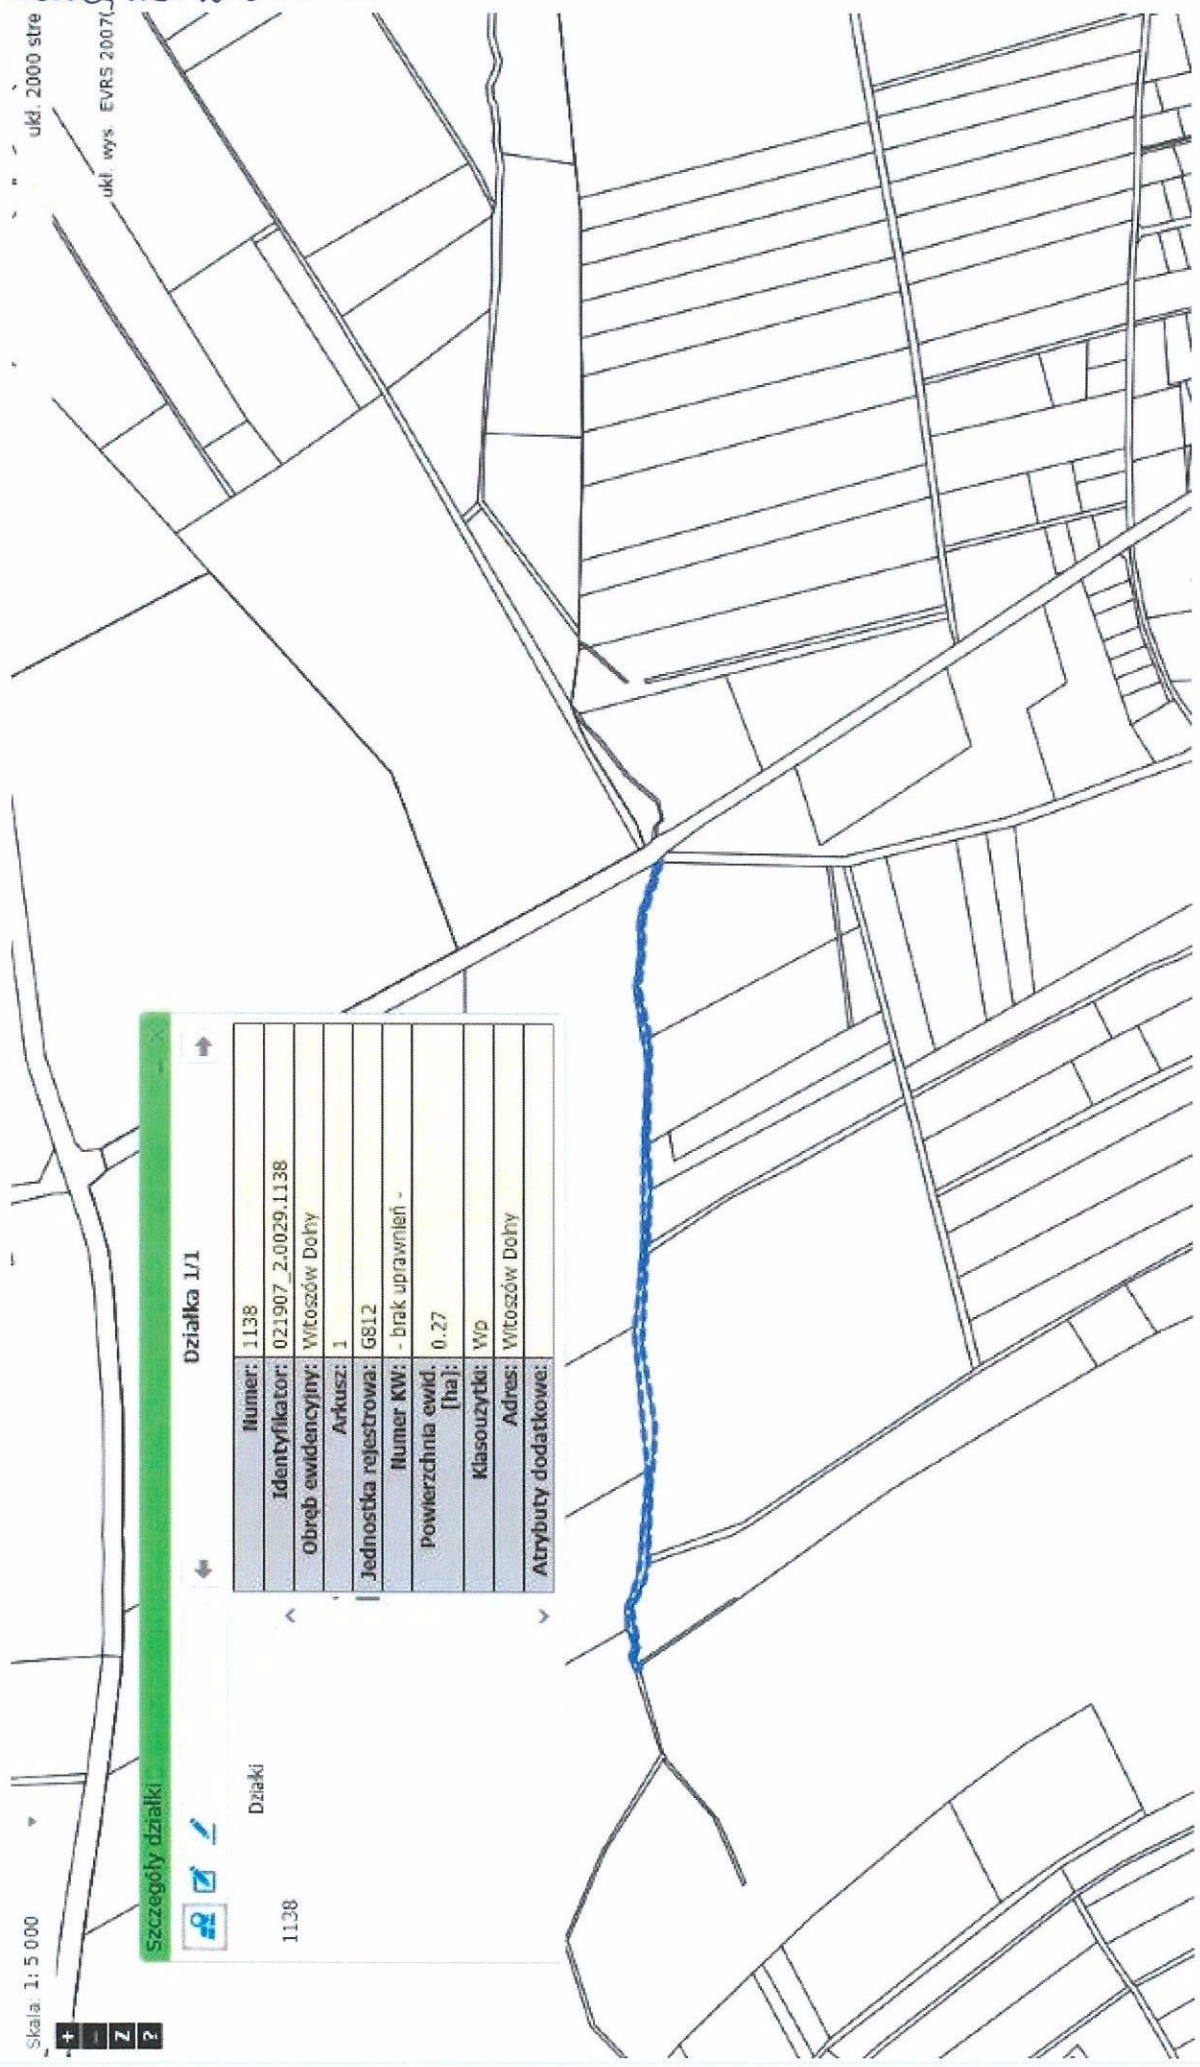 Skala: 1: 5 000
ukł. 2000 stre
ukł. wys.: EVRS 2007(
+
−
Z
?
Szczegóły działki
Działki
1138
Działka 1/1
Numer: 1138
Identyfikator: 021907_2.0029.1138
Obręb ewidencyjny: Witoszów Dolny
Arkusz: 1
Jednostka rejestrowa: G812
Numer KW: - brak uprawnień -
Powierzchnia ewid. [ha]: 0.27
Klasoużytki: Wp
Adres: Witoszów Dolny
Atrybuty dodatkowe: